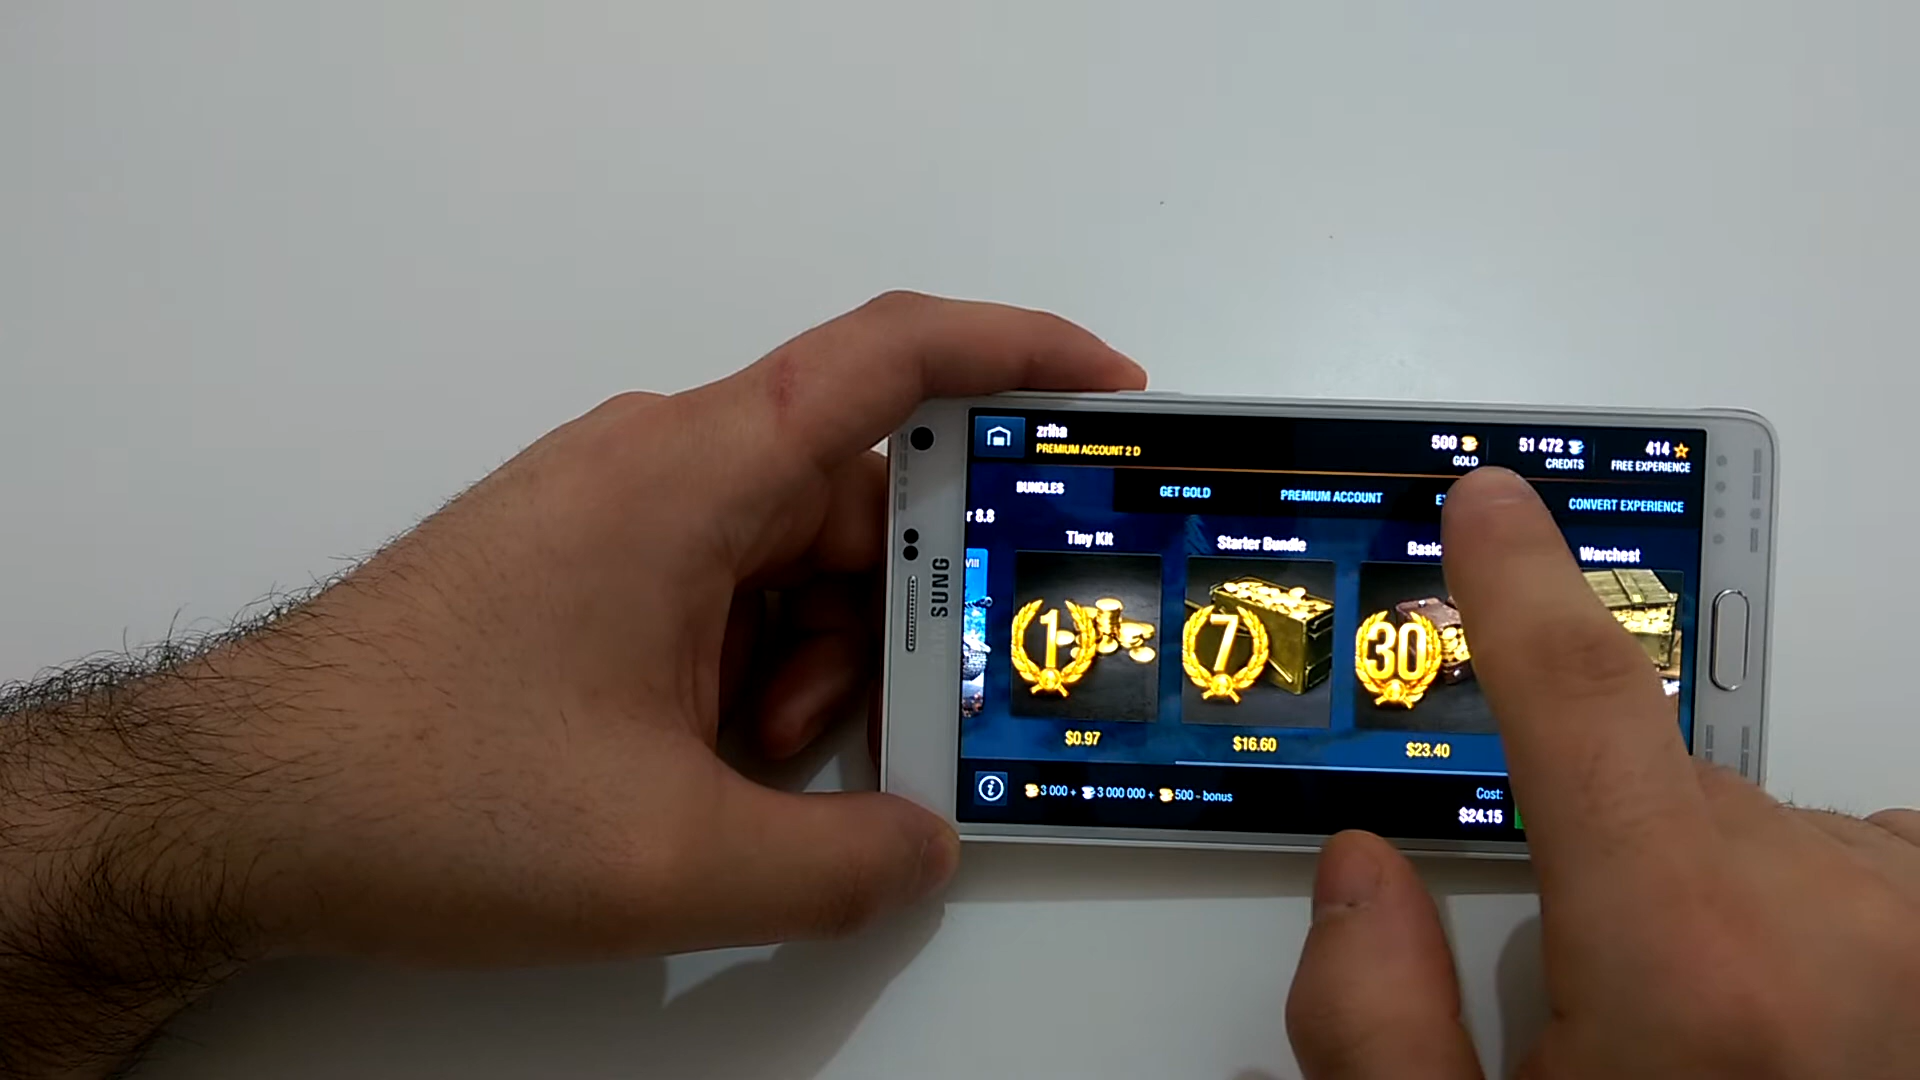 zriha
PREMIUM ACCOUNT 2 D
500
GOLD
51 472
CREDITS
414
FREE EXPERIENCE
BUNDLES
GET GOLD
PREMIUM ACCOUNT
CONVERT EXPERIENCE
r 8.8
Tiny Kit
Starter Bundle
Basic
Warchest
VIII
1
7
30
$0.97
$16.60
$23.40
3 000 + 3 000 000 + 500 - bonus
Cost:
$24.15
SUNG